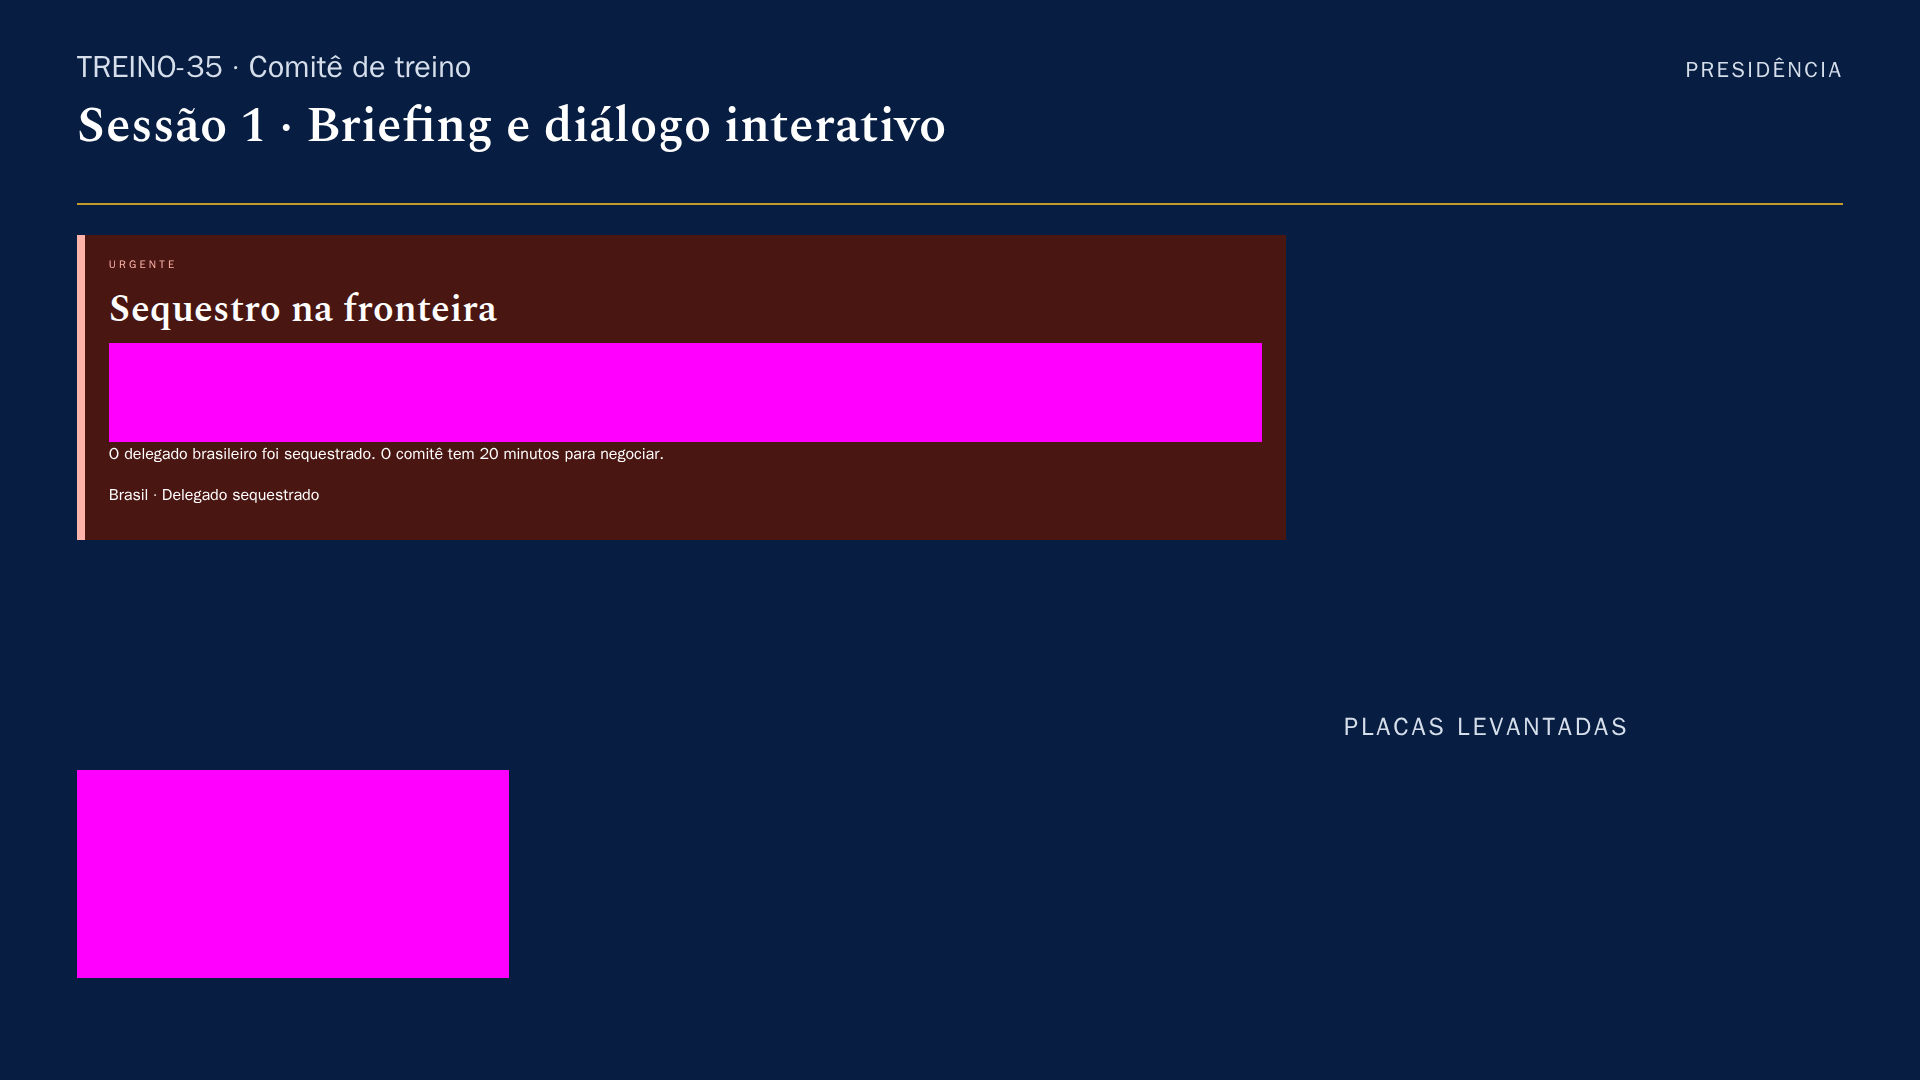 TREINO-35 · Comitê de treino
PRESIDÊNCIA
Sessão 1 · Briefing e diálogo interativo
URGENTE
Sequestro na fronteira
O delegado brasileiro foi sequestrado. O comitê tem 20 minutos para negociar.
Brasil · Delegado sequestrado
PLACAS LEVANTADAS